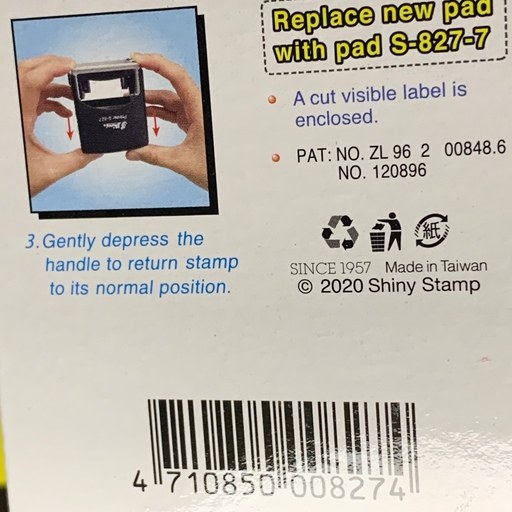 3. Gently depress the
handle to return stamp
to its normal position.
Replace new pad
with pad S-827-7
A cut visible label is
enclosed.
PAT: NO. ZL 96 2 00848.6
NO. 120896
紙
SINCE 1957 Made in Taiwan
© 2020 Shiny Stamp
4 710850 008274